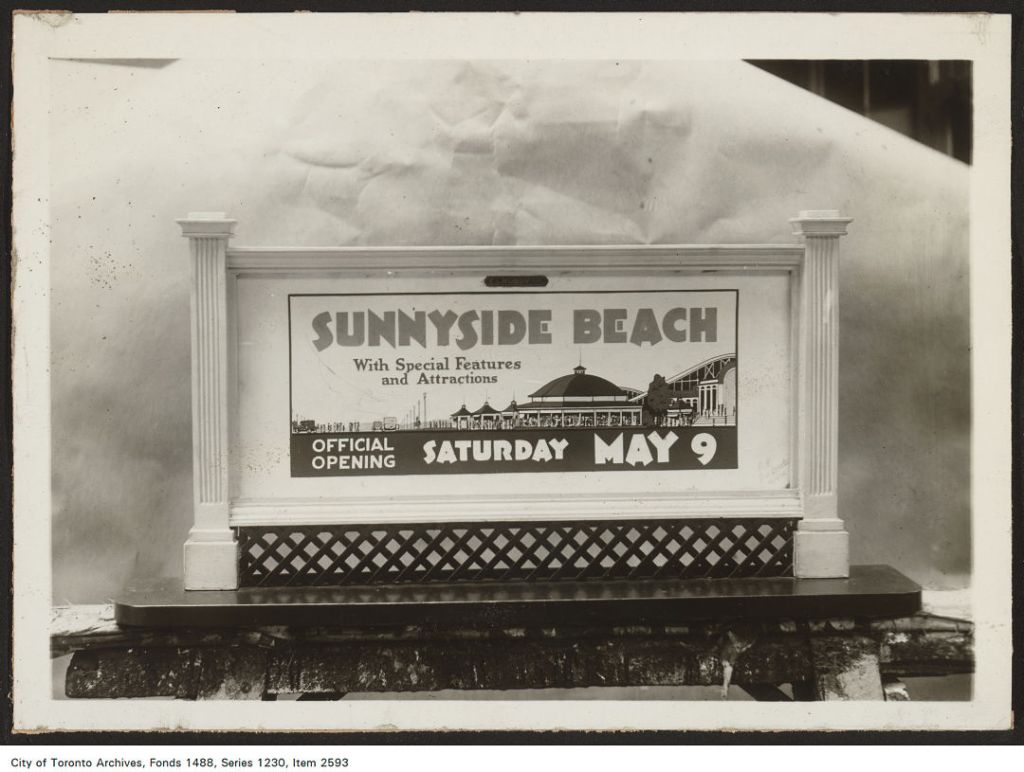 SUNNYSIDE BEACH
With Special Features
and Attractions
OFFICIAL
OPENING
SATURDAY MAY 9
City of Toronto Archives, Fonds 1488, Series 1230, Item 2593